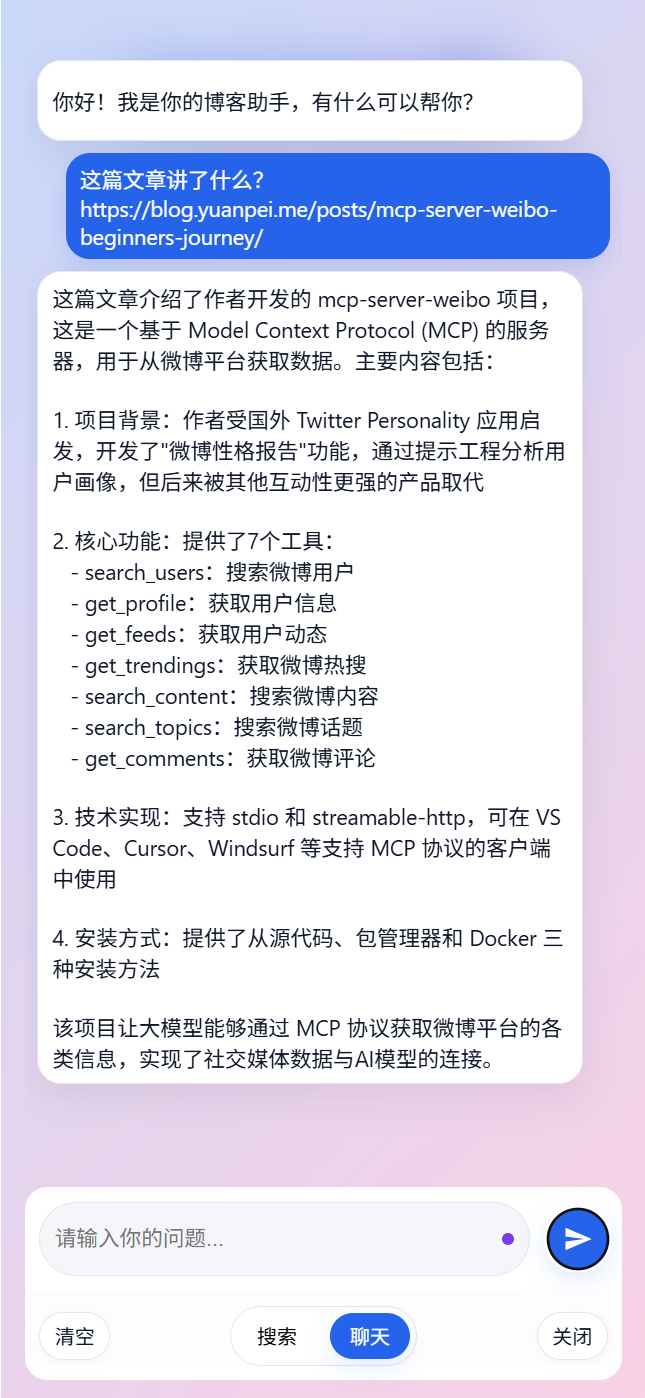 你好！我是你的博客助手，有什么可以帮你？
这篇文章讲了什么？
https://blog.yuanpei.me/posts/mcp-server-weibo-
beginners-journey/
这篇文章介绍了作者开发的 mcp-server-weibo 项目，
这是一个基于 Model Context Protocol (MCP) 的服务
器，用于从微博平台获取数据。主要内容包括：
1. 项目背景：作者受国外 Twitter Personality 应用启
发，开发了"微博性格报告"功能，通过提示工程分析用
户画像，但后来被其他互动性更强的产品取代
2. 核心功能：提供了7个工具：
- search_users：搜索微博用户
- get_profile：获取用户信息
- get_feeds：获取用户动态
- get_trendings：获取微博热搜
- search_content：搜索微博内容
- search_topics：搜索微博话题
- get_comments：获取微博评论
3. 技术实现：支持 stdio 和 streamable-http，可在 VS
Code、Cursor、Windsurf 等支持 MCP 协议的客户端
中使用
4. 安装方式：提供了从源代码、包管理器和 Docker 三
种安装方法
该项目让大模型能够通过 MCP 协议获取微博平台的各
类信息，实现了社交媒体数据与AI模型的连接。
请输入你的问题...
清空
搜索
聊天
关闭